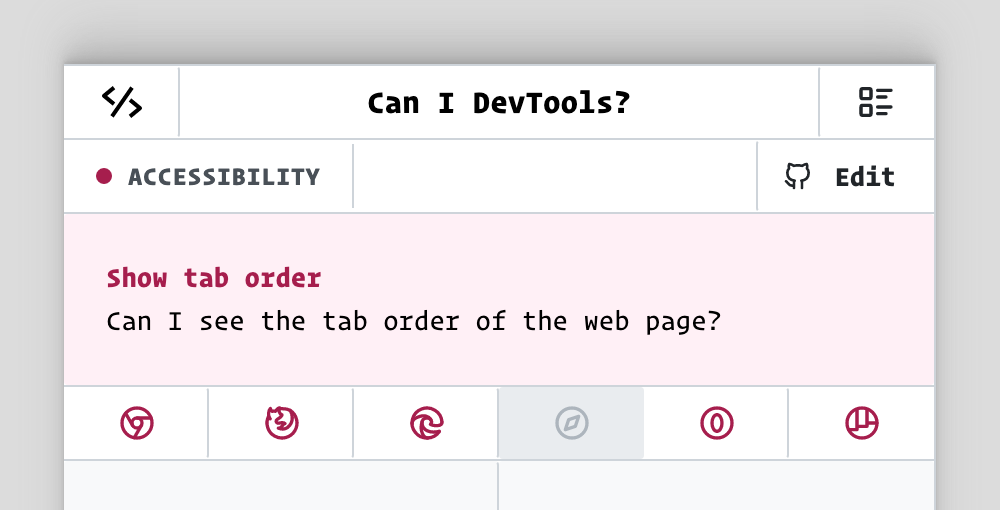 Can I DevTools?
ACCESSIBILITY
Edit
Show tab order
Can I see the tab order of the web page?